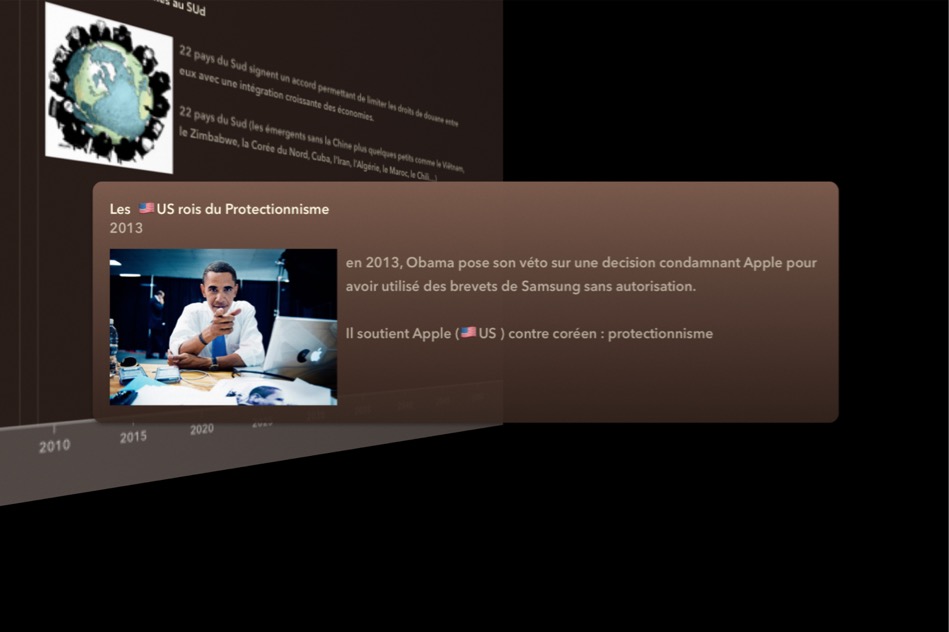 au SUd
22 pays du Sud signent un accord permettant de limiter les droits de douane entre
eux avec une intégration croissante des économies.
22 pays du Sud (les émergents sans la Chine plus quelques petits comme le Viêtnam,
le Zimbabwe, la Corée du Nord, Cuba, l'Iran, l'Algérie, le Maroc, le Chili...)
Les 🇺🇸US rois du Protectionnisme
2013
en 2013, Obama pose son véto sur une decision condamnant Apple pour
avoir utilisé des brevets de Samsung sans autorisation.
Il soutient Apple (🇺🇸US ) contre coréen : protectionnisme
2010
2015
2020